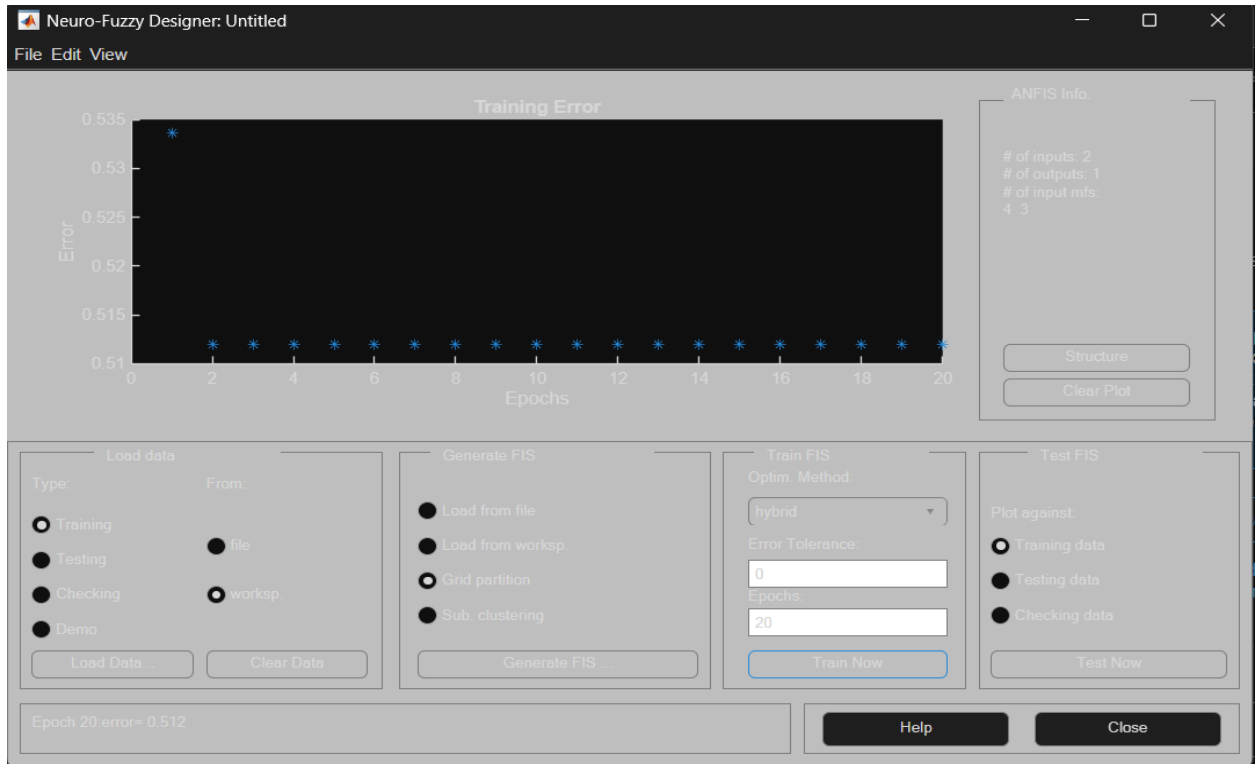 Neuro-Fuzzy Designer: Untitled
File Edit View
Training Error
0.535
0.53
0.525
0.52
0.515
0.51
Error
0 2 4 6 8 10 12 14 16 18 20
Epochs
ANFIS Info.
# of inputs: 2
# of outputs: 1
# of input mfs:
4 3
Structure
Clear Plot
Load data
Type: From:
Training
Testing
Checking
Demo
file
worksp.
Load Data...
Clear Data
Generate FIS
Load from file
Load from worksp.
Grid partition
Sub. clustering
Generate FIS ...
Train FIS
Optim. Method:
hybrid
Error Tolerance:
0
Epochs:
20
Train Now
Test FIS
Plot against:
Training data
Testing data
Checking data
Test Now
Epoch 20:error= 0.512
Help
Close